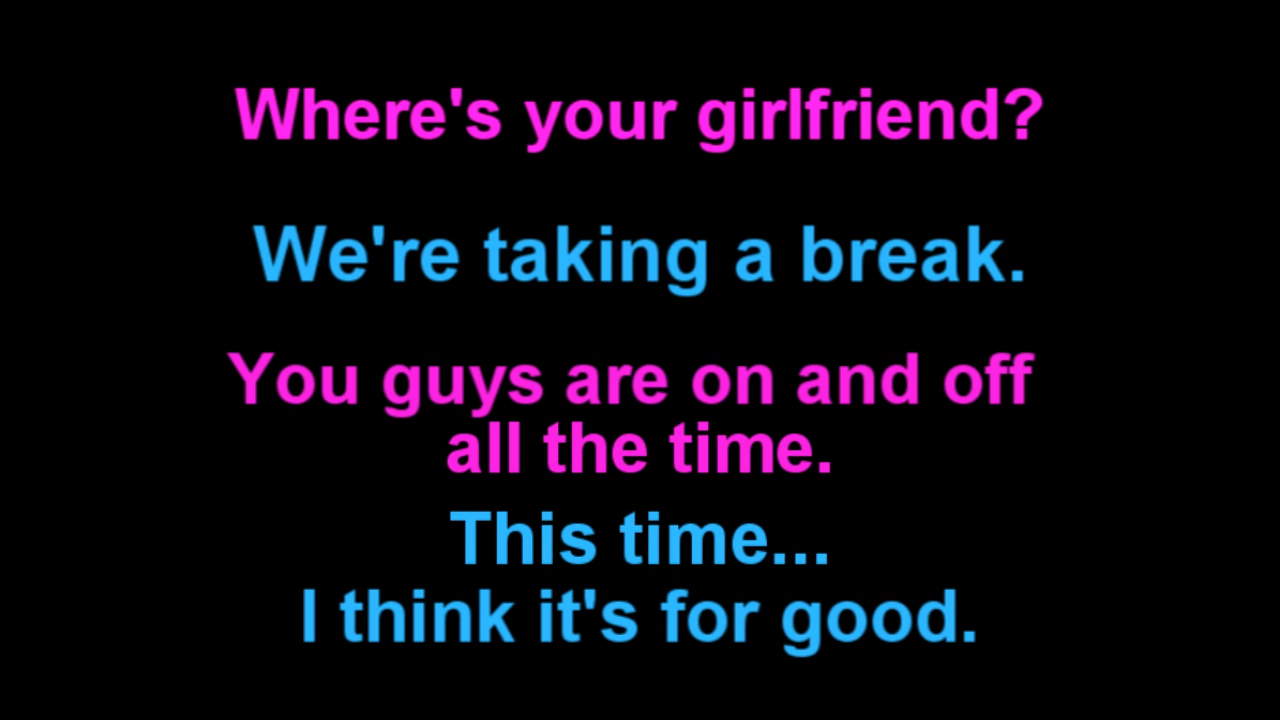 Where's your girlfriend?
We're taking a break.
You guys are on and off
all the time.
This time...
I think it's for good.